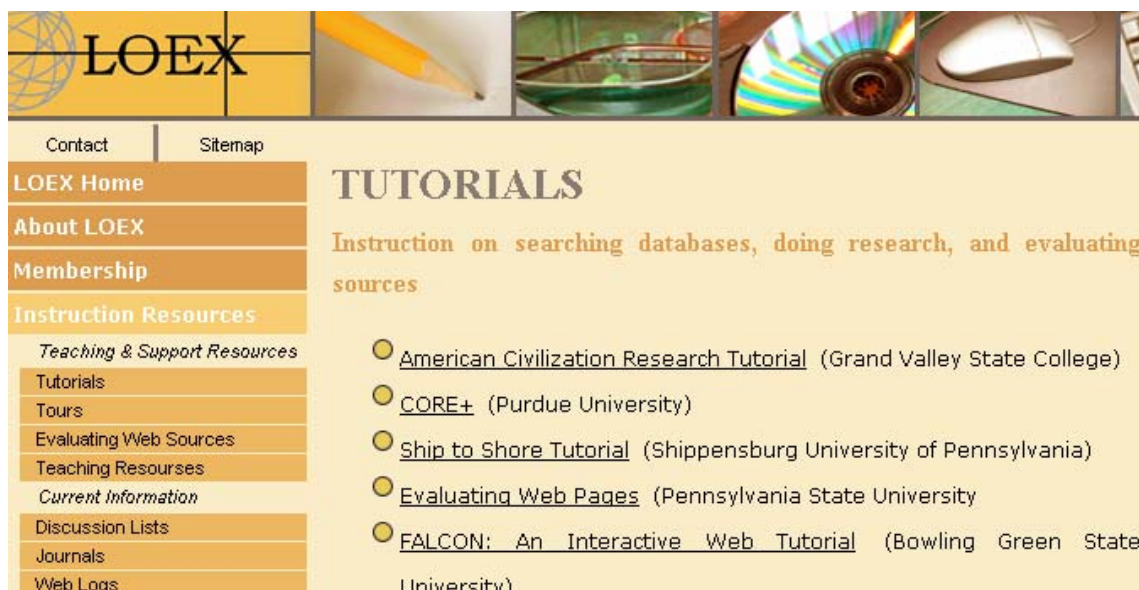 LOEX
Contact Sitemap
LOEX Home
About LOEX
Membership
Instruction Resources
Teaching & Support Resources
Tutorials
Tours
Evaluating Web Sources
Teaching Resourses
Current Information
Discussion Lists
Journals
Web Logs
TUTORIALS
Instruction on searching databases, doing research, and evaluating
sources
American Civilization Research Tutorial (Grand Valley State College)
CORE+ (Purdue University)
Ship to Shore Tutorial (Shippensburg University of Pennsylvania)
Evaluating Web Pages (Pennsylvania State University
FALCON: An Interactive Web Tutorial (Bowling Green State
University)